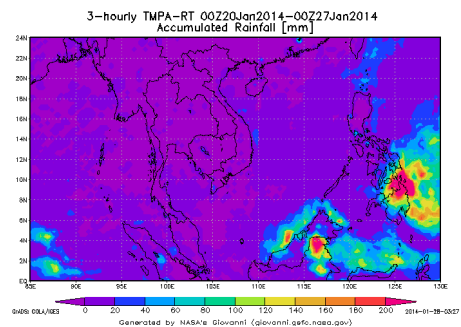 3-hourly TMPA-RT 00Z20Jan2014-00Z27Jan2014
Accumulated Rainfall [mm]
24N
22N
20N
18N
16N
14N
12N
10N
8N
6N
4N
2N
EQ
85E 90E 95E 100E 105E 110E 115E 120E 125E 130E
0 20 40 60 80 100 120 140 160 180 200
GrADS: COLA/IGES 2014-01-28-03:27
Generated by NASA's Giovanni (giovanni.gsfc.nasa.gov)